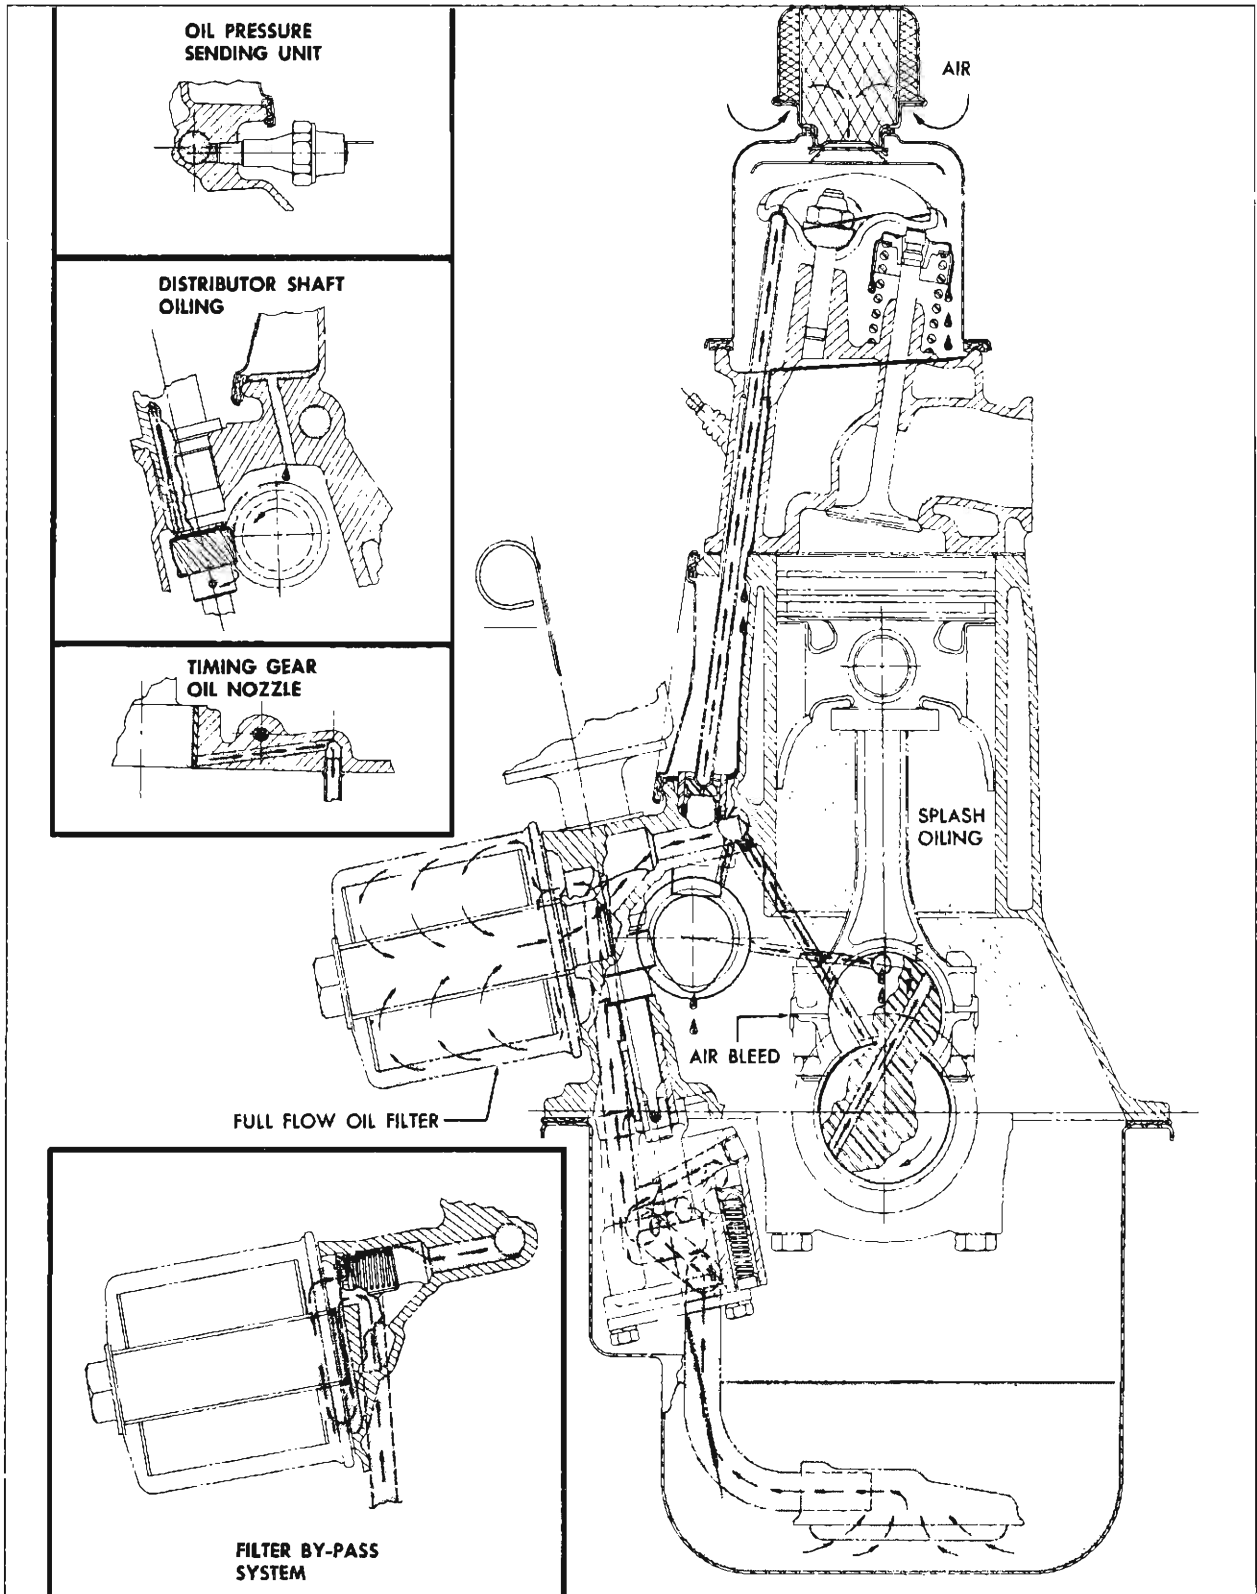 OIL PRESSURE
SENDING UNIT
AIR
DISTRIBUTOR SHAFT
OILING
TIMING GEAR
OIL NOZZLE
SPLASH
OILING
AIR BLEED
FULL FLOW OIL FILTER
FILTER BY-PASS
SYSTEM